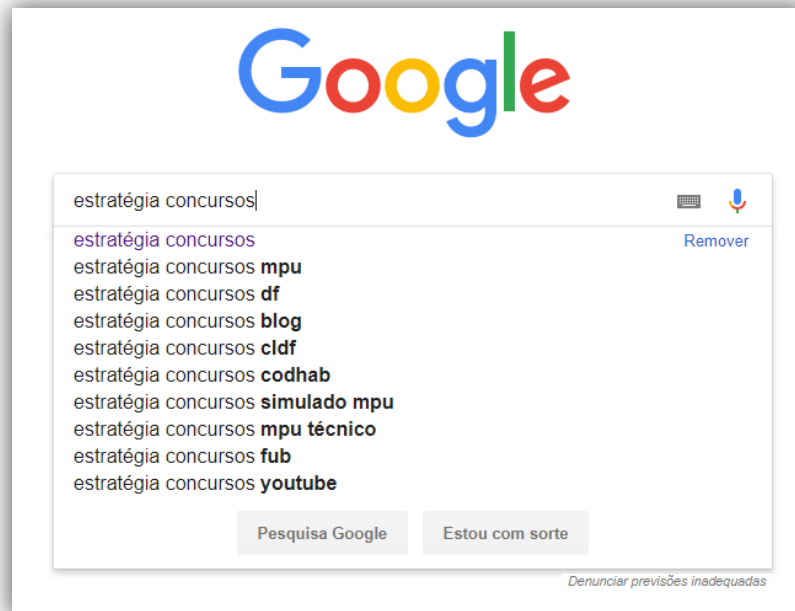 Google
estratégia concursos
estratégia concursos Remover
estratégia concursos mpu
estratégia concursos df
estratégia concursos blog
estratégia concursos cldf
estratégia concursos codhab
estratégia concursos simulado mpu
estratégia concursos mpu técnico
estratégia concursos fub
estratégia concursos youtube
Pesquisa Google Estou com sorte
Denunciar previsões inadequadas